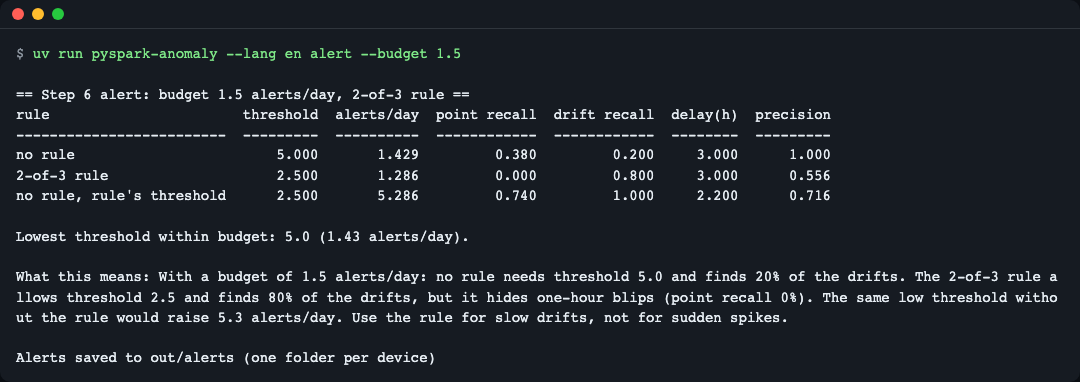 $ uv run pyspark-anomaly --lang en alert --budget 1.5
== Step 6 alert: budget 1.5 alerts/day, 2-of-3 rule ==
rule                       threshold  alerts/day  point recall  drift recall  delay(h)  precision
-------------------------  ---------  ----------  ------------  ------------  --------  ---------
no rule                        5.000       1.429         0.380         0.200     3.000      1.000
2-of-3 rule                    2.500       1.286         0.000         0.800     3.000      0.556
no rule, rule's threshold      2.500       5.286         0.740         1.000     2.200      0.716
Lowest threshold within budget: 5.0 (1.43 alerts/day).
What this means: With a budget of 1.5 alerts/day: no rule needs threshold 5.0 and finds 20% of the drifts. The 2-of-3 rule a
llows threshold 2.5 and finds 80% of the drifts, but it hides one-hour blips (point recall 0%). The same low threshold witho
ut the rule would raise 5.3 alerts/day. Use the rule for slow drifts, not for sudden spikes.
Alerts saved to out/alerts (one folder per device)